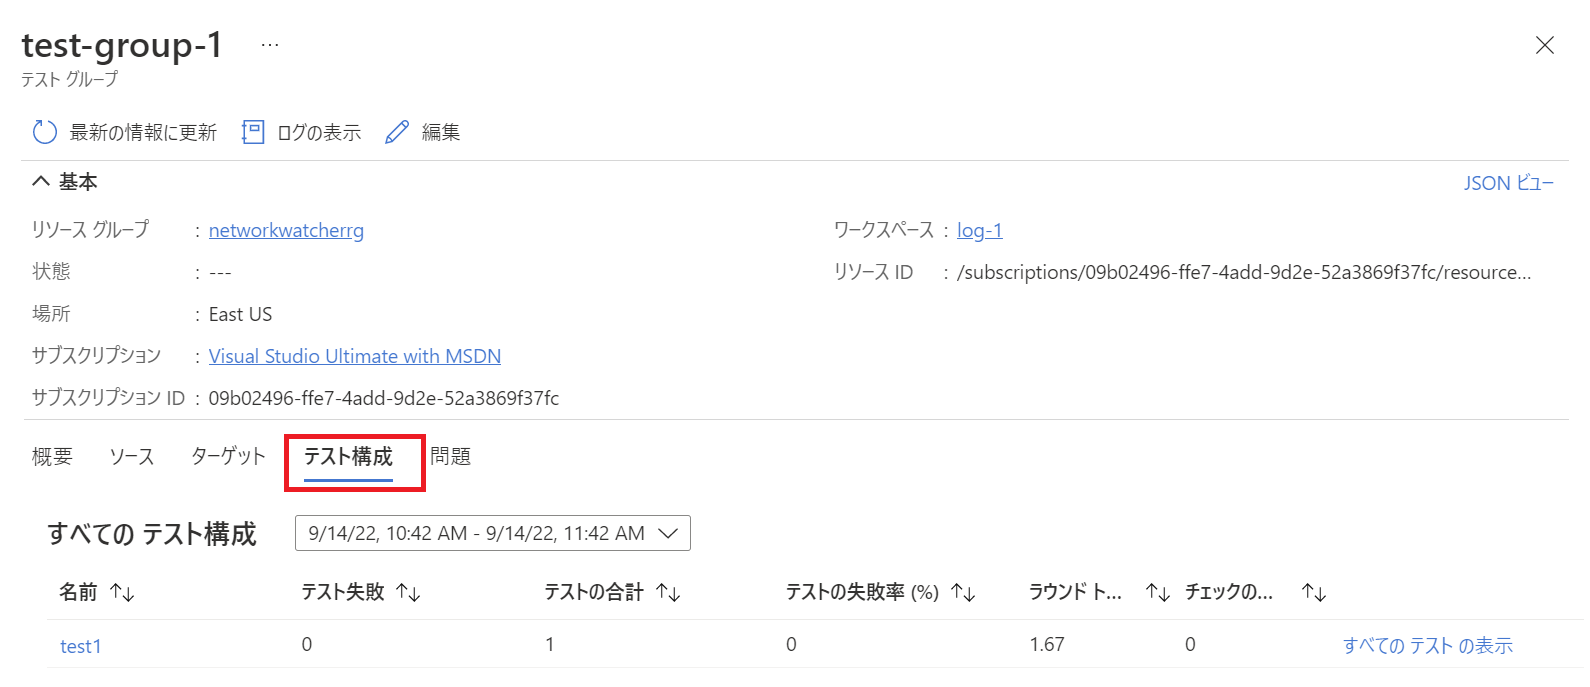 test-group-1 ...
テスト グループ
最新の情報に更新 ログの表示 編集
基本 JSON ビュー
リソース グループ : networkwatcherrg ワークスペース : log-1
状態 : --- リソース ID : /subscriptions/09b02496-ffe7-4add-9d2e-52a3869f37fc/resource...
場所 : East US
サブスクリプション : Visual Studio Ultimate with MSDN
サブスクリプション ID : 09b02496-ffe7-4add-9d2e-52a3869f37fc
概要 ソース ターゲット テスト構成 問題
すべての テスト構成 9/14/22, 10:42 AM - 9/14/22, 11:42 AM
名前 ↑↓ テスト失敗 ↑↓ テストの合計 ↑↓ テストの失敗率 (%) ↑↓ ラウンド ト... ↑↓ チェックの... ↑↓
test1 0 1 0 1.67 0 すべての テスト の表示